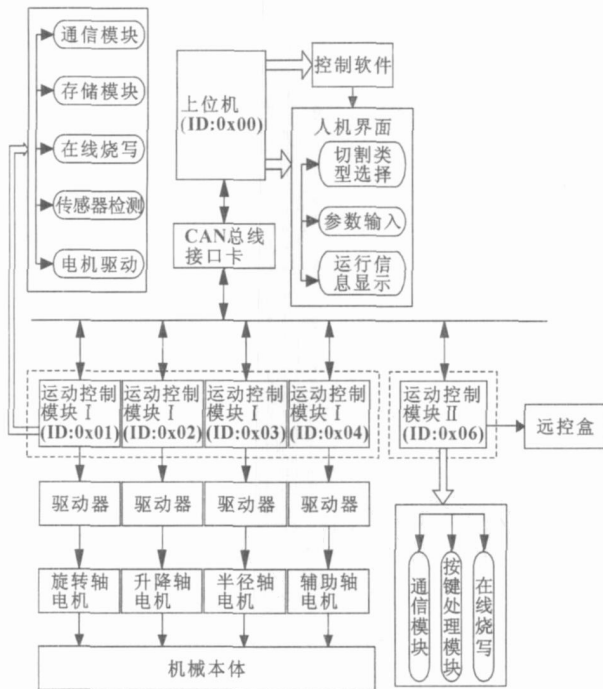 通信模块
存储模块
在线烧写
传感器检测
电机驱动
上位机
(ID:0x00)
控制软件
人机界面
切割类
型选择
参数输入
运行信
息显示
CAN总线
接口卡
运动控制
模块Ⅰ
(ID:0x01)
运动控制
模块Ⅰ
(ID:0x02)
运动控制
模块Ⅰ
(ID:0x03)
运动控制
模块Ⅰ
(ID:0x04)
运动控制
模块Ⅱ
(ID:0x06)
远控盒
驱动器
驱动器
驱动器
驱动器
旋转轴
电机
升降轴
电机
半径轴
电机
辅助轴
电机
机械本体
通信模块
按键处理模块
在线烧写